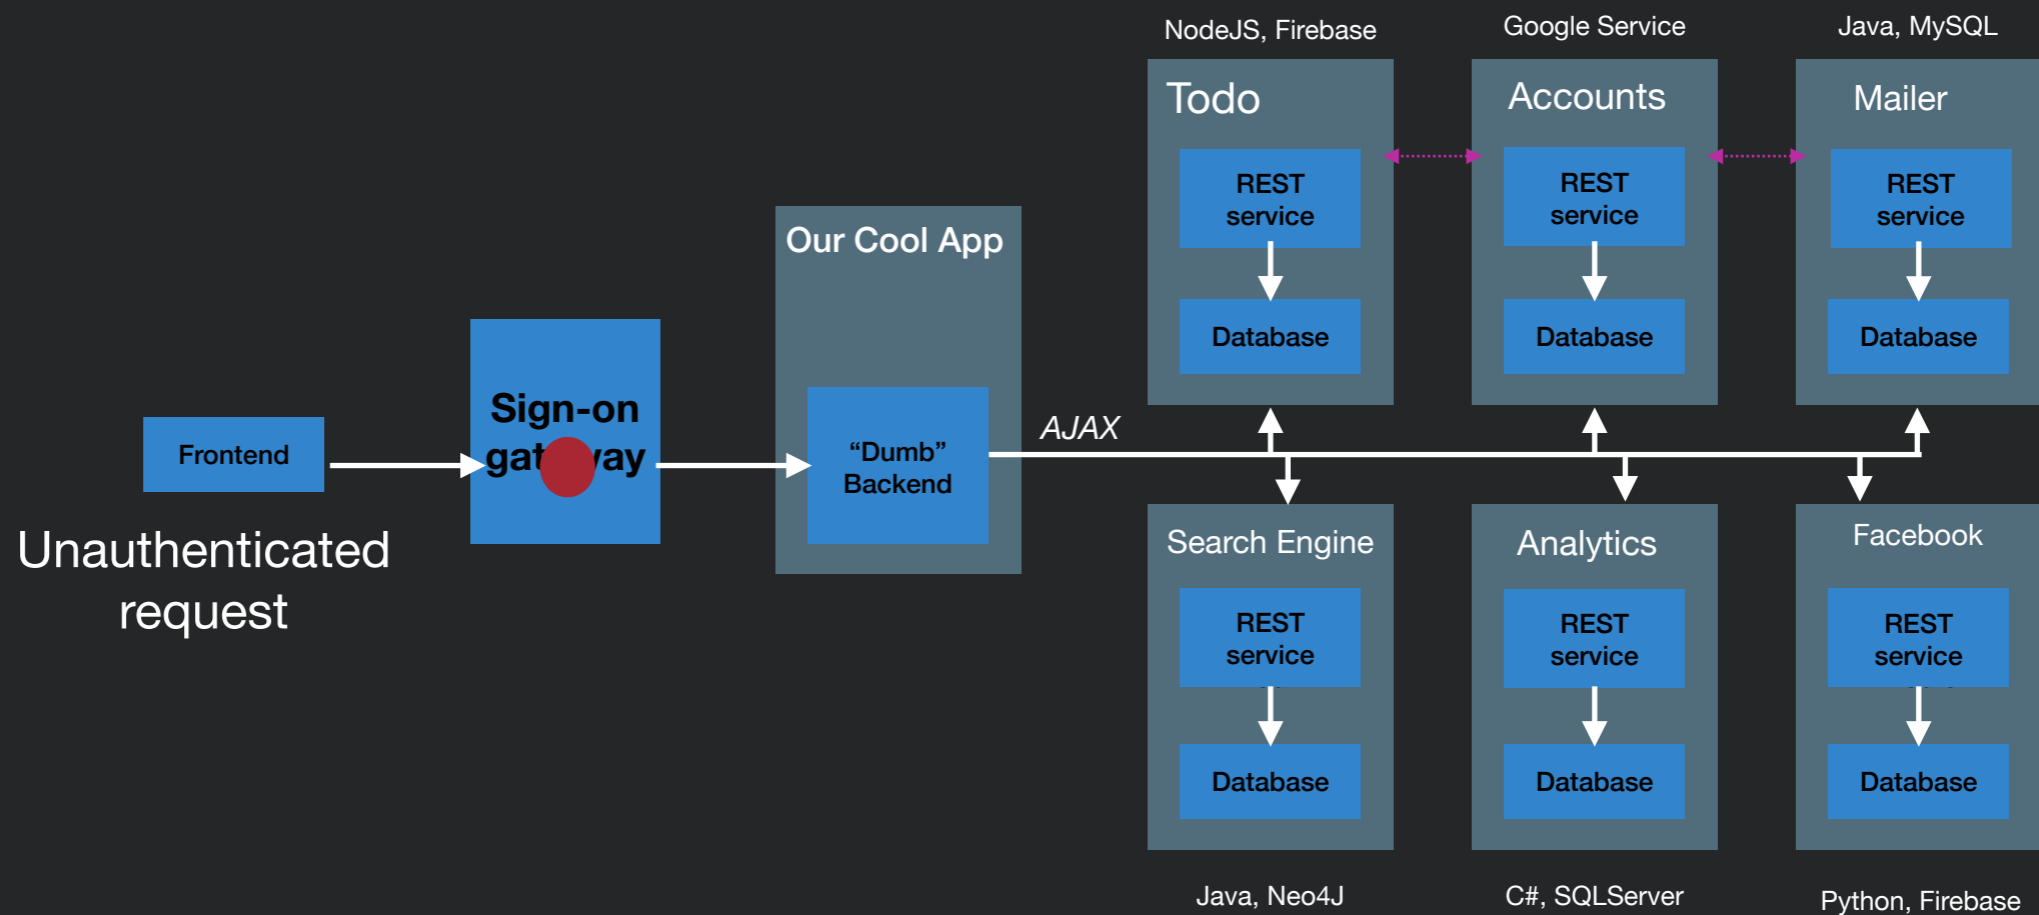 NodeJS, Firebase
Google Service
Java, MySQL
Todo
Accounts
Mailer
REST
service
REST
service
REST
service
Database
Database
Database
Our Cool App
Sign-on
Frontend
“Dumb”
Backend
AJAX
Unauthenticated
request
Search Engine
Analytics
Facebook
REST
service
REST
service
REST
service
Database
Database
Database
Java, Neo4J
C#, SQLServer
Python, Firebase